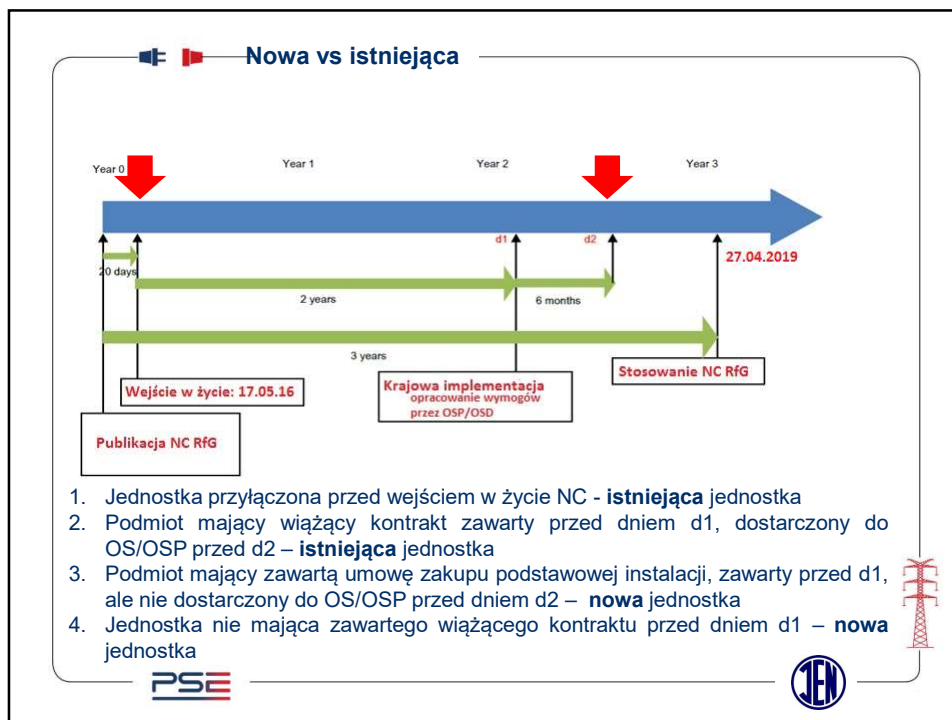 Nowa vs istniejąca
Year 0
Year 1
Year 2
Year 3
d1
d2
27.04.2019
20 days
2 years
6 months
3 years
Wejście w życie: 17.05.16
Krajowa implementacja
opracowanie wymogów
przez OSP/OSD
Stosowanie NC RfG
Publikacja NC RfG
1. Jednostka przyłączona przed wejściem w życie NC - istniejąca jednostka
2. Podmiot mający wiążący kontrakt zawarty przed dniem d1, dostarczony do
OS/OSP przed d2 – istniejąca jednostka
3. Podmiot mający zawartą umowę zakupu podstawowej instalacji, zawarty przed d1,
ale nie dostarczony do OS/OSP przed dniem d2 – nowa jednostka
4. Jednostka nie mająca zawartego wiążącego kontraktu przed dniem d1 – nowa
jednostka
PSE
IEN